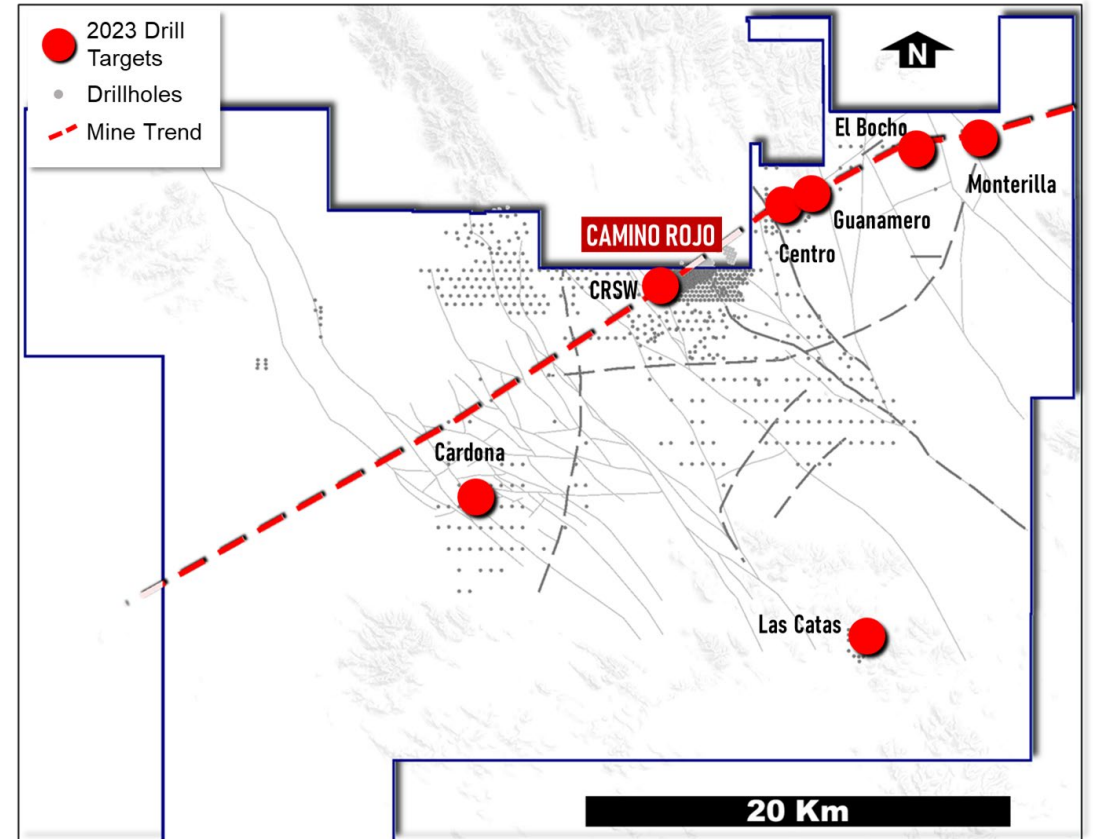 2023 Drill
Targets
Drillholes
Mine Trend
N
El Bocho
Monterilla
Guanamero
CAMINO ROJO
Centro
CRSW
Cardona
Las Catas
20 Km